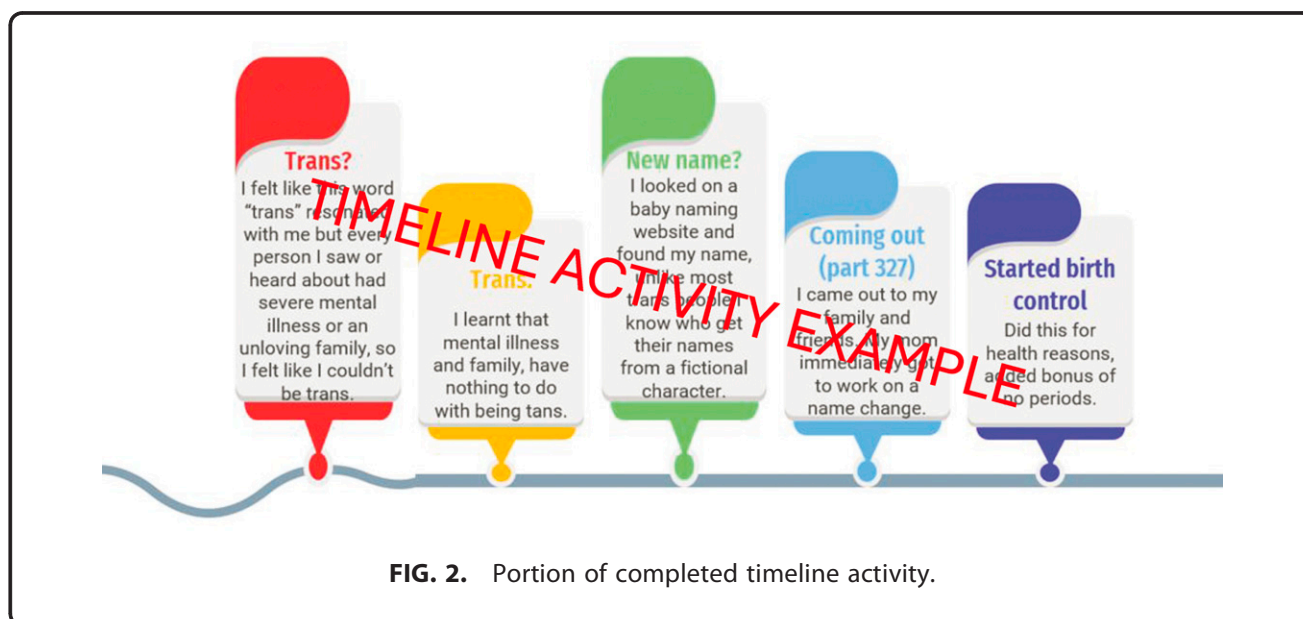 Trans?
I felt like this word
“trans” resonated
with me but every
person I saw or
heard about had
severe mental
illness or an
unloving family, so
I felt like I couldn’t
be trans.
Trans.
I learnt that
mental illness
and family, have
nothing to do
with being tans.
New name?
I looked on a
baby naming
website and
found my name,
unlike most
trans people I
know who get
their names
from a fictional
character.
Coming out
(part 327)
I came out to my
family and
friends. My mom
immediately got
to work on a
name change.
Started birth
control
Did this for
health reasons,
added bonus of
no periods.
TIMELINE ACTIVITY EXAMPLE
FIG. 2. Portion of completed timeline activity.